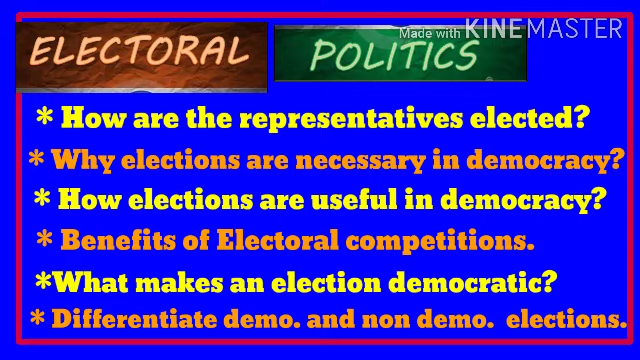 Made with KINEMASTER
ELECTORAL POLITICS
* How are the representatives elected?
* Why elections are necessary in democracy?
* How elections are useful in democracy?
* Benefits of Electoral competitions.
*What makes an election democratic?
* Differentiate demo. and non demo. elections.